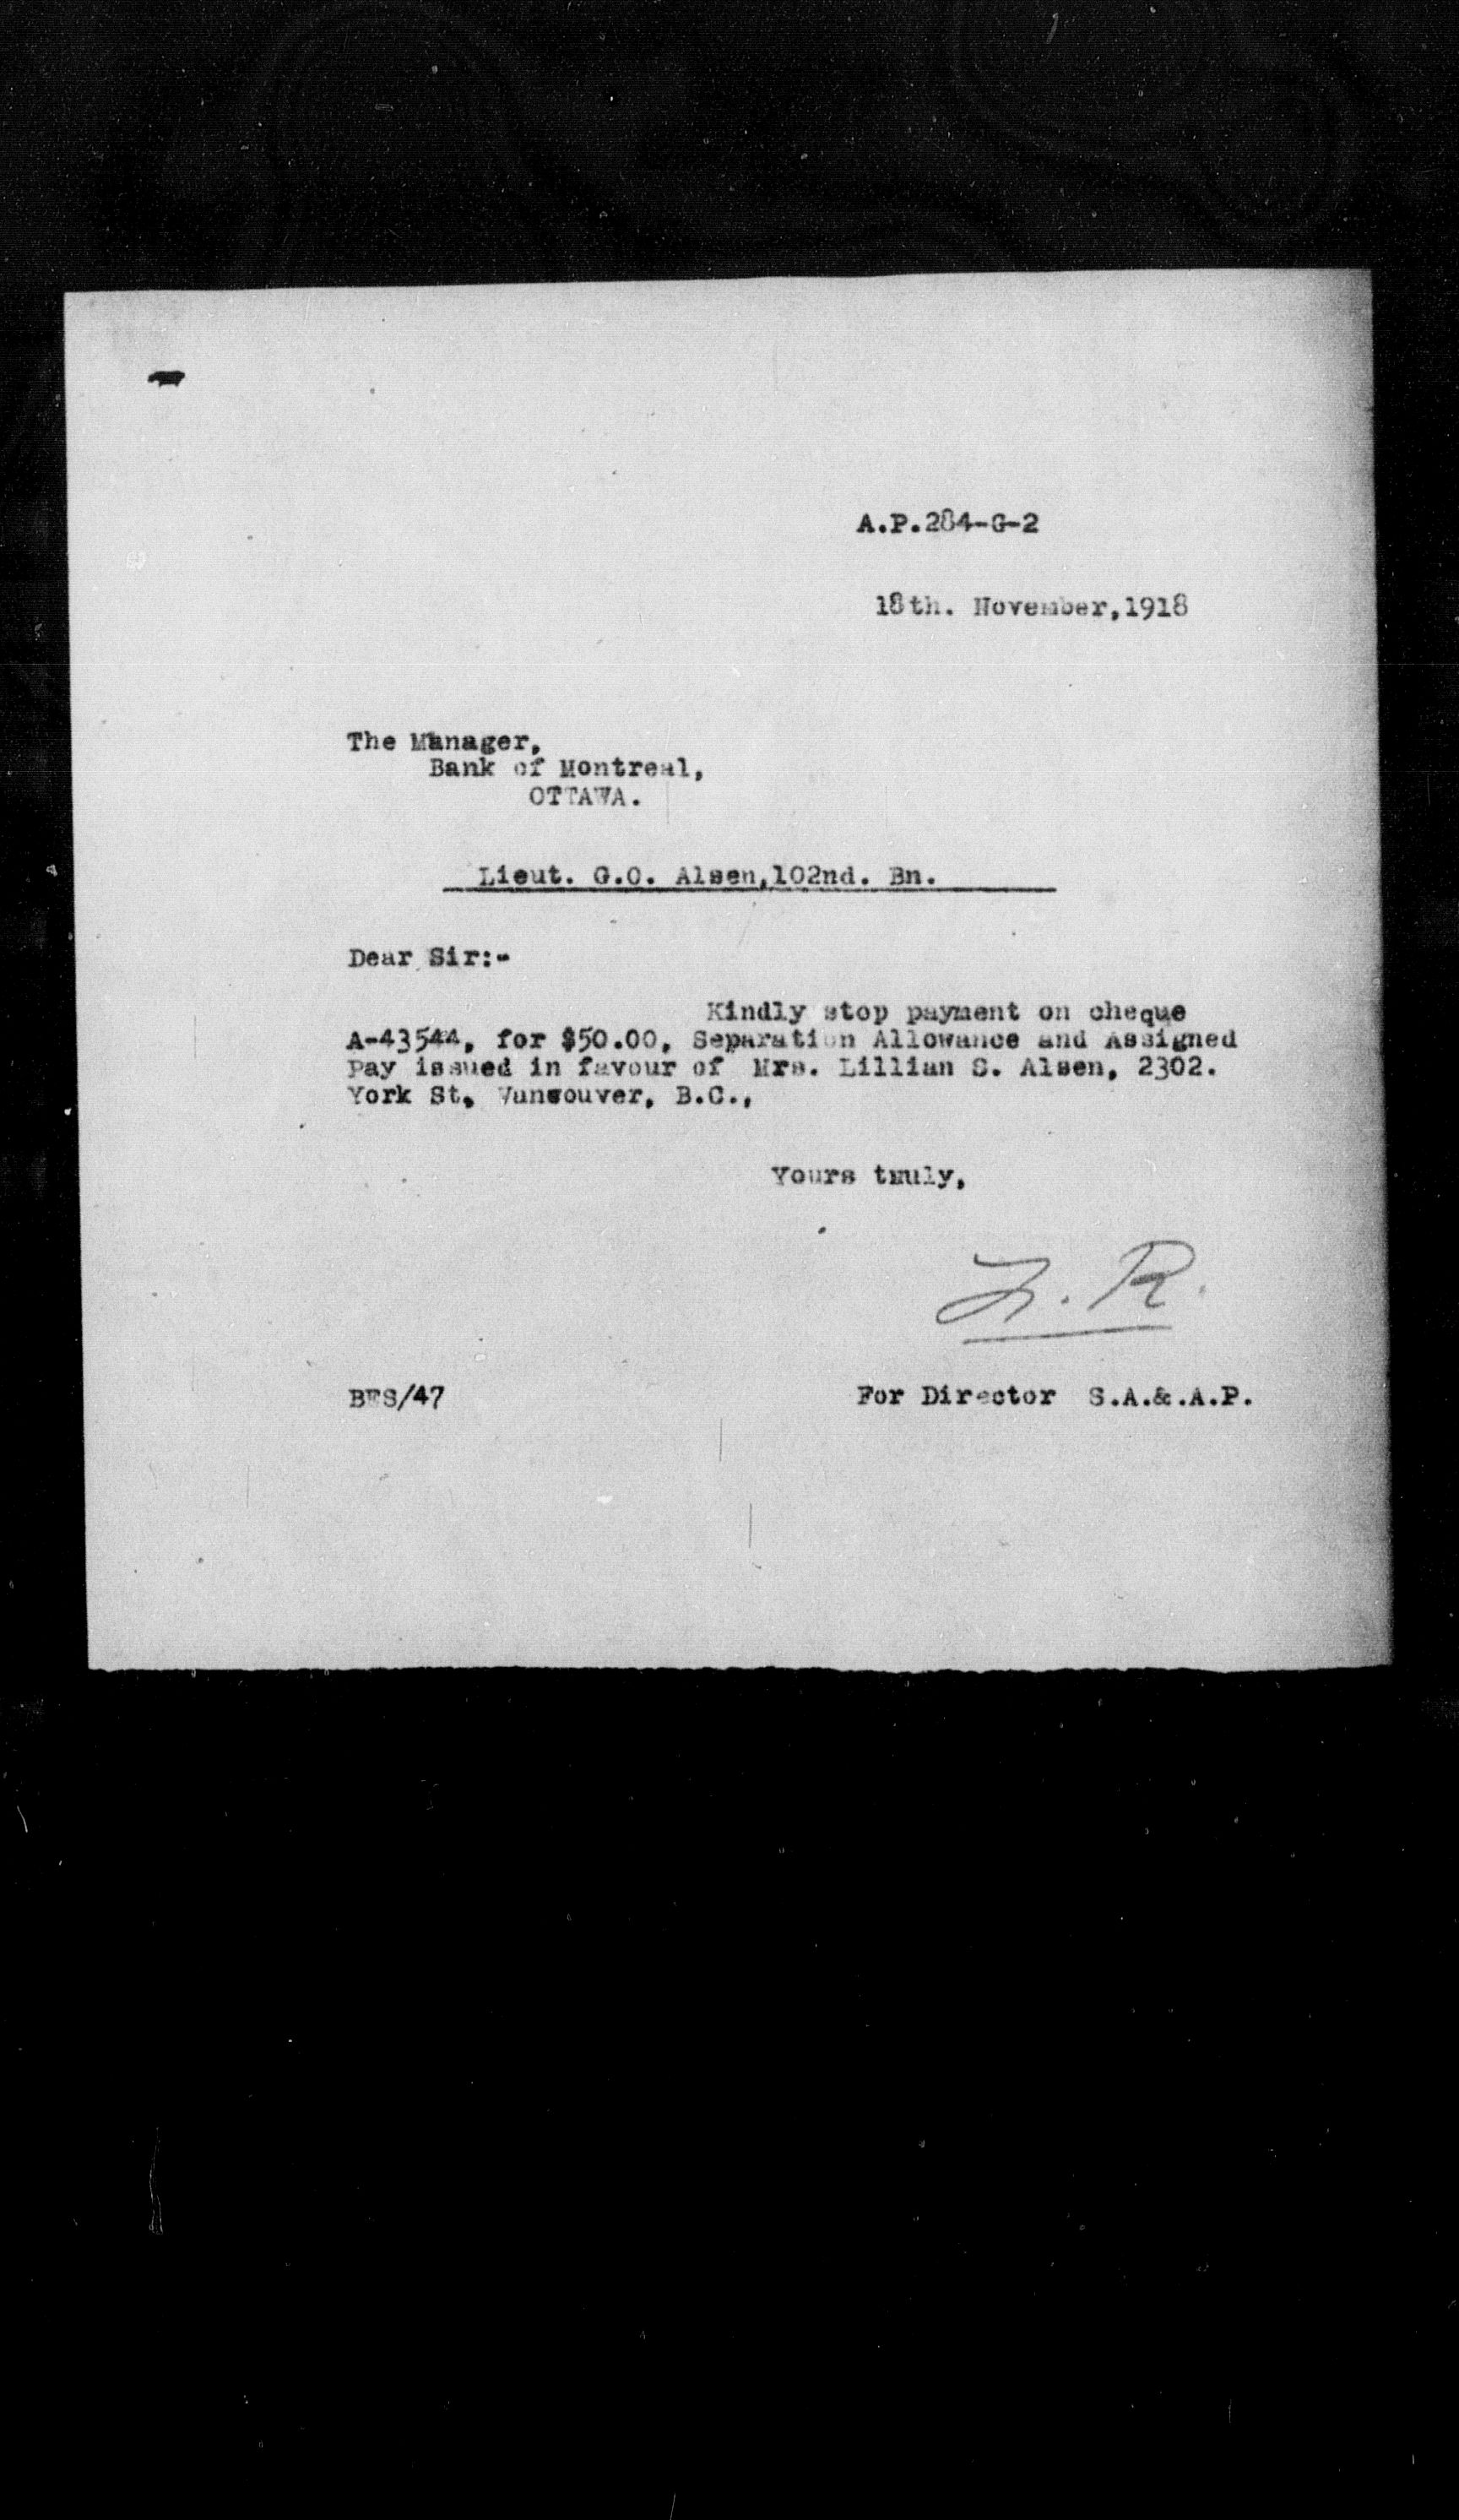 A.P.284-G-2
18th. November,1918
The Manager,
Bank of Montreal,
OTTAWA.
Lieut. G.O. Alsen,102nd. Bn.
Dear Sir:-
Kindly stop payment on cheque
A-43544, for $50.00, Separation Allowance and Assigned
Pay issued in favour of Mrs. Lillian S. Alsen, 2302.
York St, Vancouver, B.C.,
Yours truly,
R.
BFS/47 For Director S.A.&.A.P.